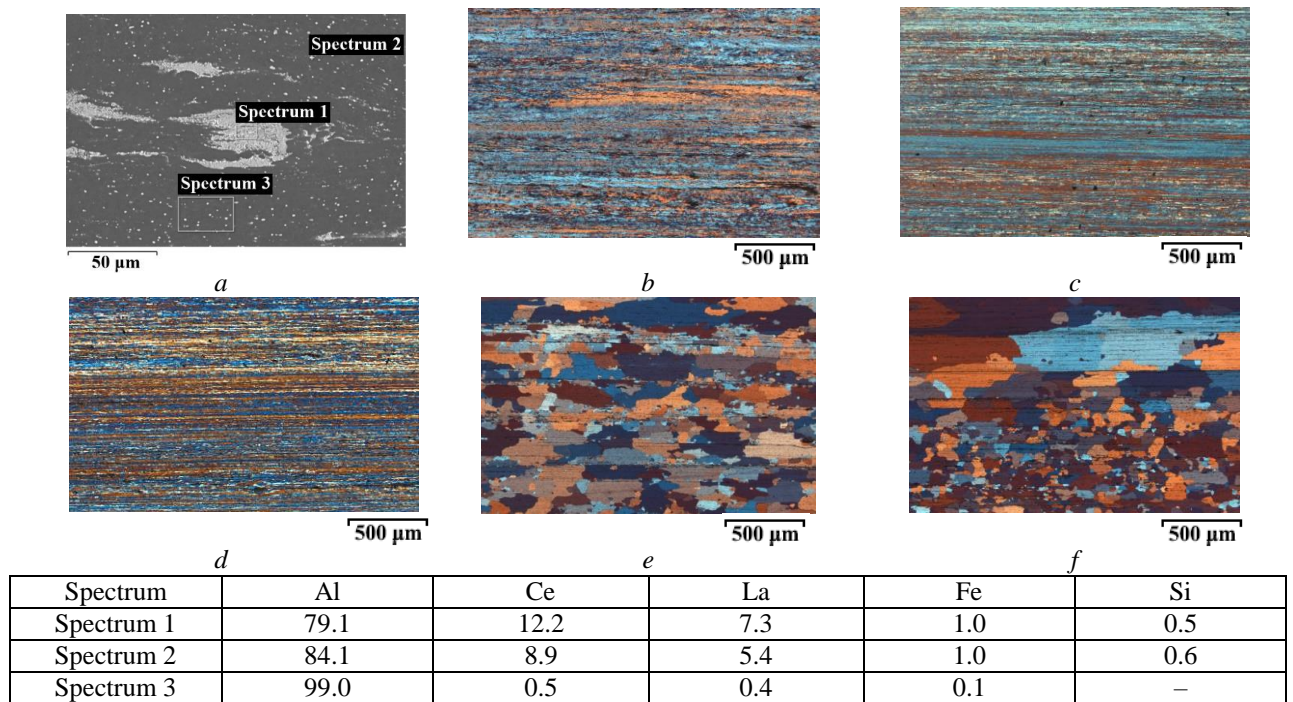 Spectrum 2
Spectrum 1
Spectrum 3
50 µm
500 µm
500 µm
a
b
c
500 µm
500 µm
500 µm
d
e
f
Spectrum Al Ce La Fe Si
Spectrum 1 79.1 12.2 7.3 1.0 0.5
Spectrum 2 84.1 8.9 5.4 1.0 0.6
Spectrum 3 99.0 0.5 0.4 0.1 –